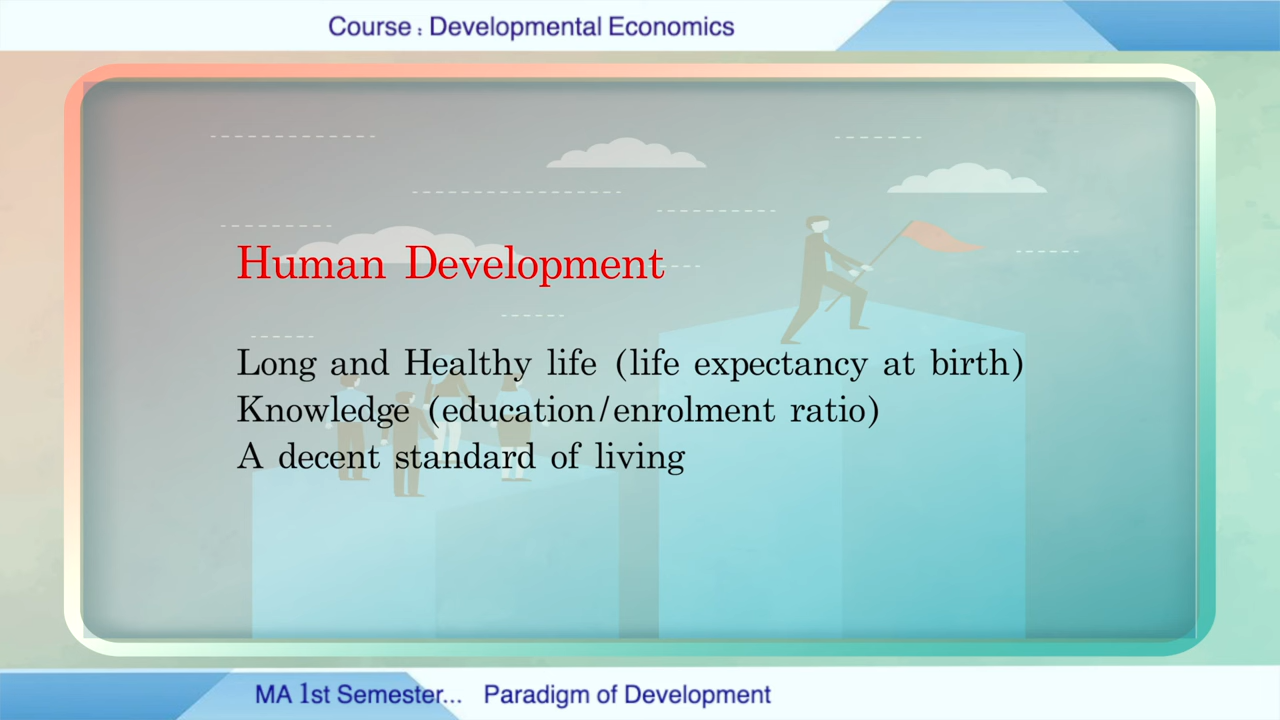 Course : Developmental Economics
Human Development
Long and Healthy life (life expectancy at birth)
Knowledge (education/enrolment ratio)
A decent standard of living
MA 1st Semester... Paradigm of Development